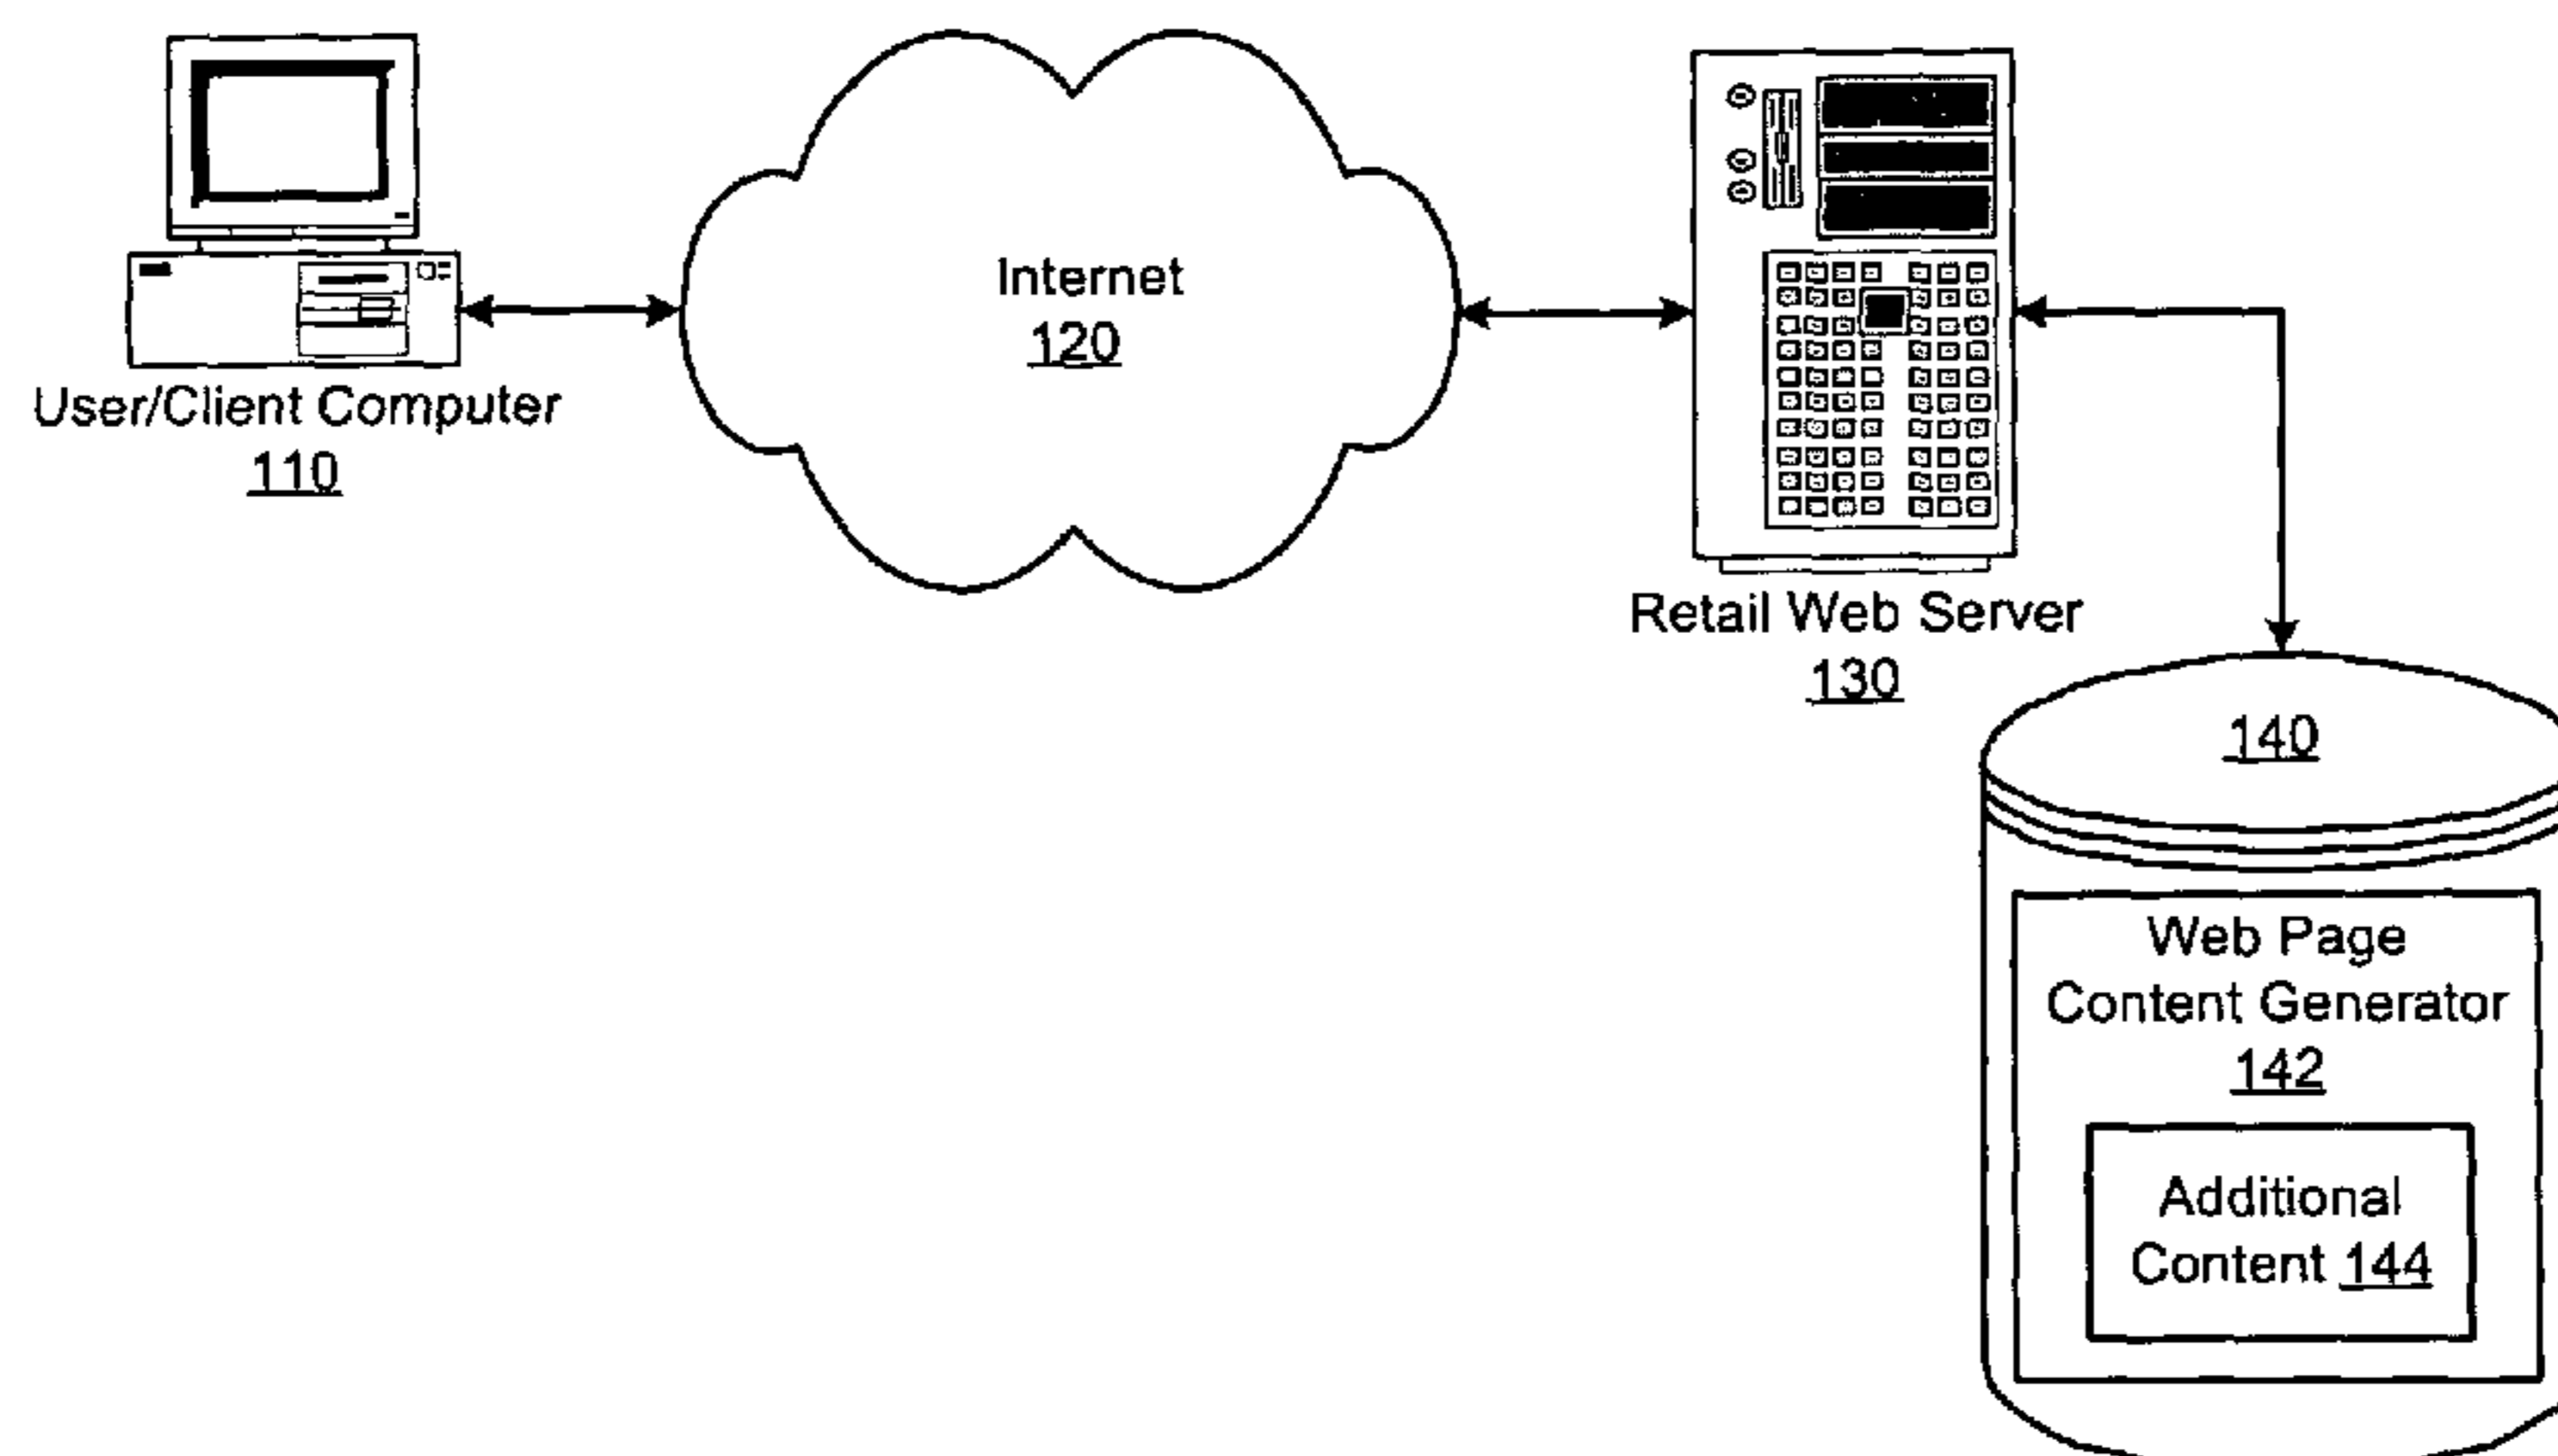 User/Client Computer
110
Internet
120
Retail Web Server
130
140
Web Page
Content Generator
142
Additional
Content 144